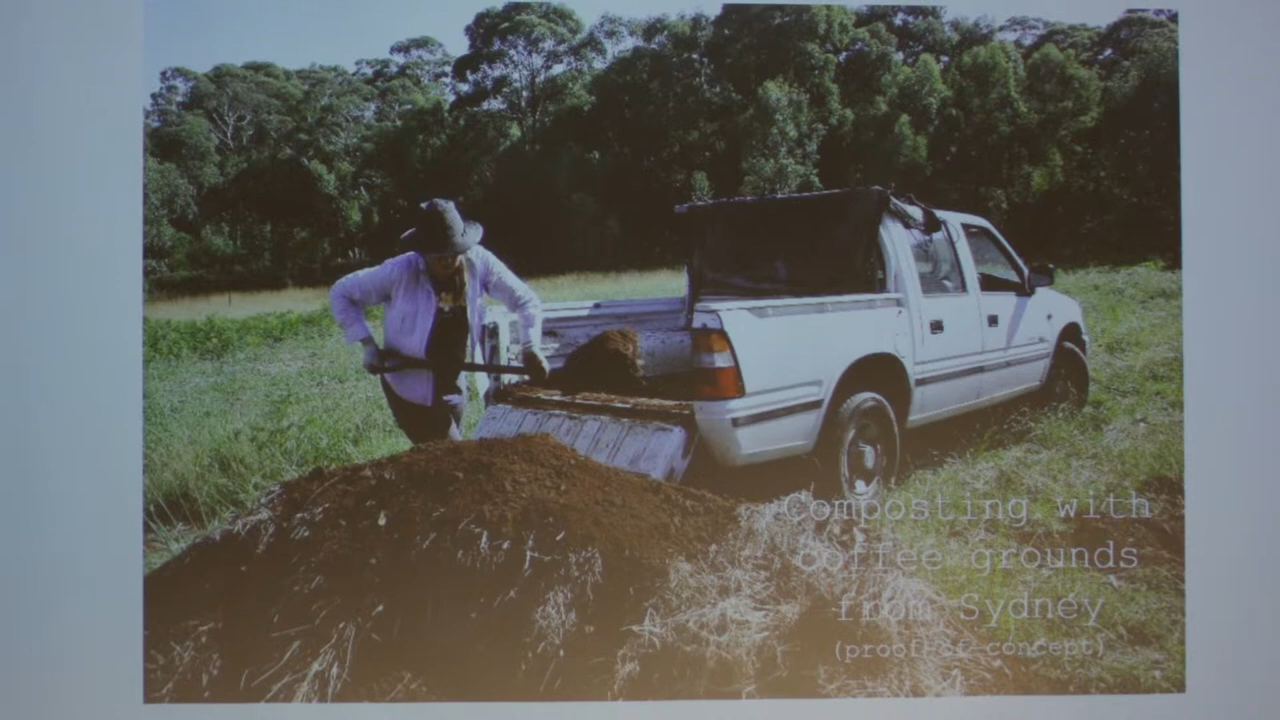 Composting with
coffee grounds
from Sydney
(proof-of-concept)